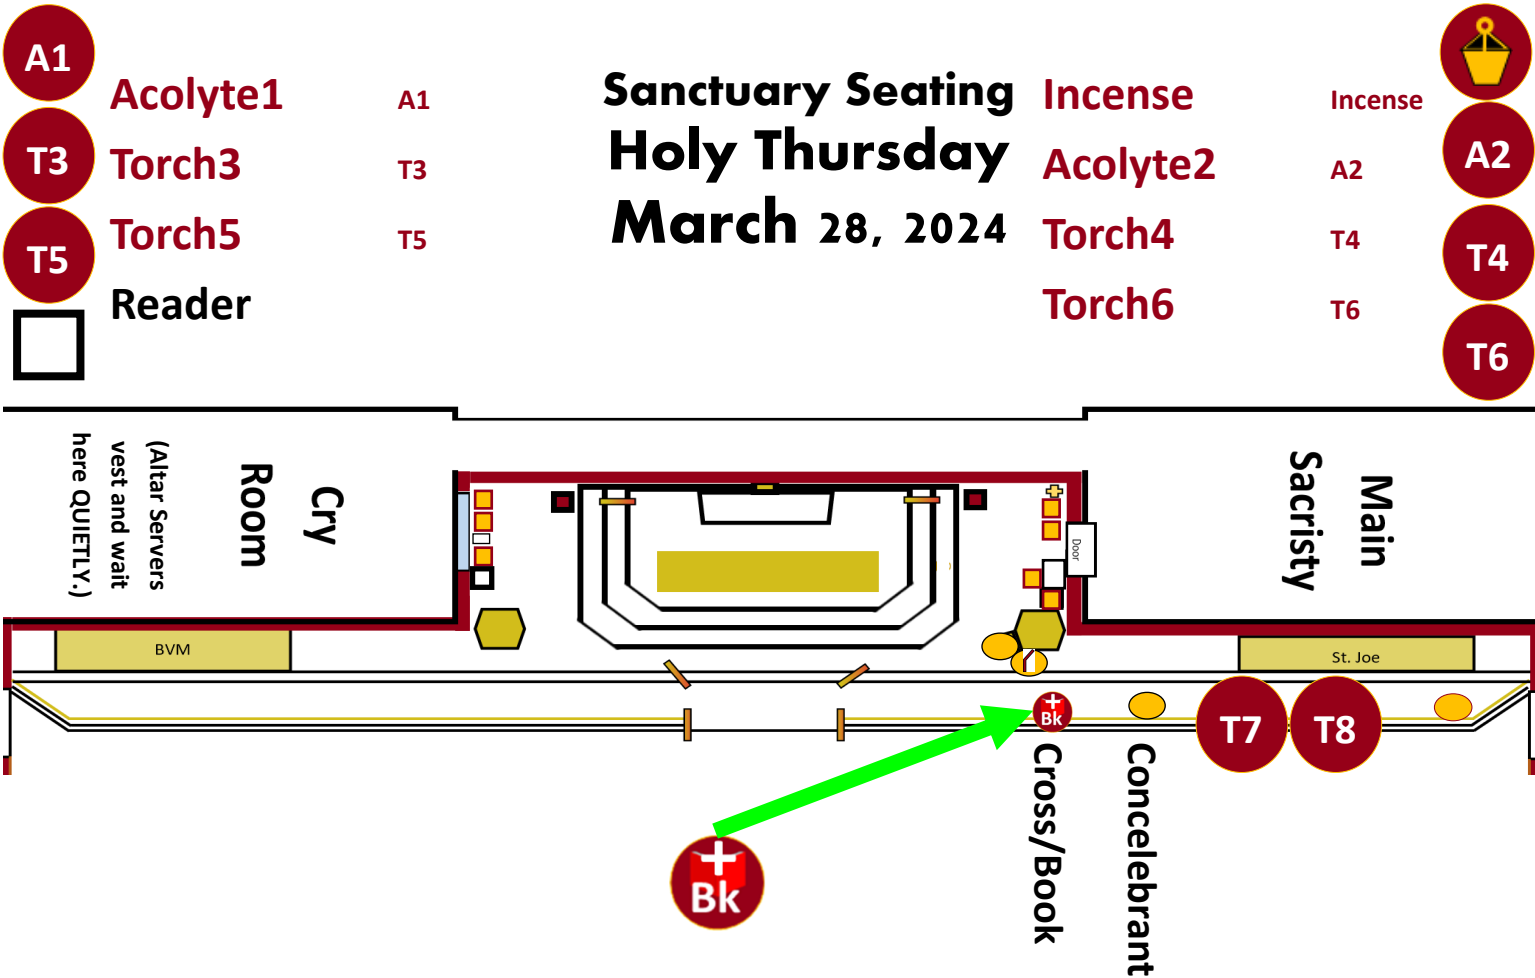 A1
Acolyte1 A1
T3
Torch3 T3
T5
Torch5 T5
Reader
Sanctuary Seating
Holy Thursday
March 28, 2024
Incense Incense
A2
Acolyte2 A2
T4
Torch4 T4
T6
Torch6 T6
Cry
Room
(Altar Servers
vest and wait
here QUIETLY.)
Main
Sacristy
Door
BVM
St. Joe
Bk
T7
T8
Cross/Book
Concelebrant
Bk